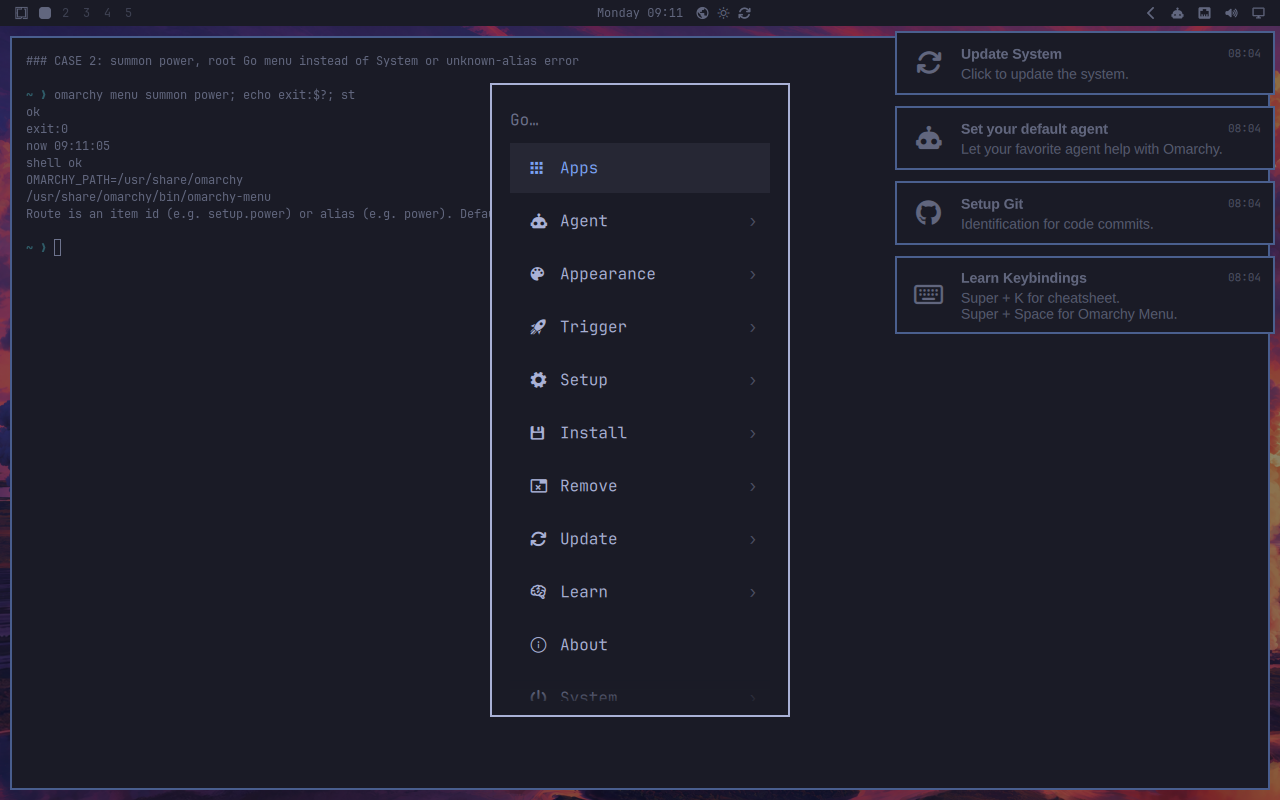 2 3 4 5
Monday 09:11
### CASE 2: summon power, root Go menu instead of System or unknown-alias error
~ ❯ omarchy menu summon power; echo exit:$?; st
ok
exit:0
now 09:11:05
shell ok
OMARCHY_PATH=/usr/share/omarchy
/usr/share/omarchy/bin/omarchy-menu
Route is an item id (e.g. setup.power) or alias (e.g. power). Defau
~ ❯
Go…
Apps
Agent ›
Appearance ›
Trigger ›
Setup ›
Install ›
Remove ›
Update ›
Learn ›
About
System ›
Update System 08:04
Click to update the system.
Set your default agent 08:04
Let your favorite agent help with Omarchy.
Setup Git 08:04
Identification for code commits.
Learn Keybindings 08:04
Super + K for cheatsheet.
Super + Space for Omarchy Menu.